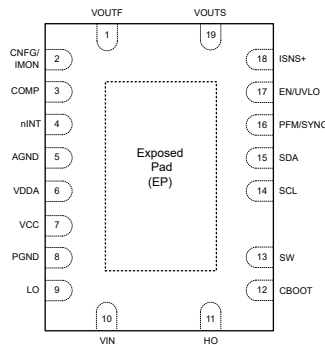 VOUTF
VOUTS
1
19
CNFG/
IMON
2
COMP
3
nINT
4
AGND
5
VDDA
6
VCC
7
PGND
8
LO
9
Exposed
Pad
(EP)
18
ISNS+
17
EN/UVLO
16
PFM/SYNC
15
SDA
14
SCL
13
SW
12
CBOOT
10
11
VIN
HO